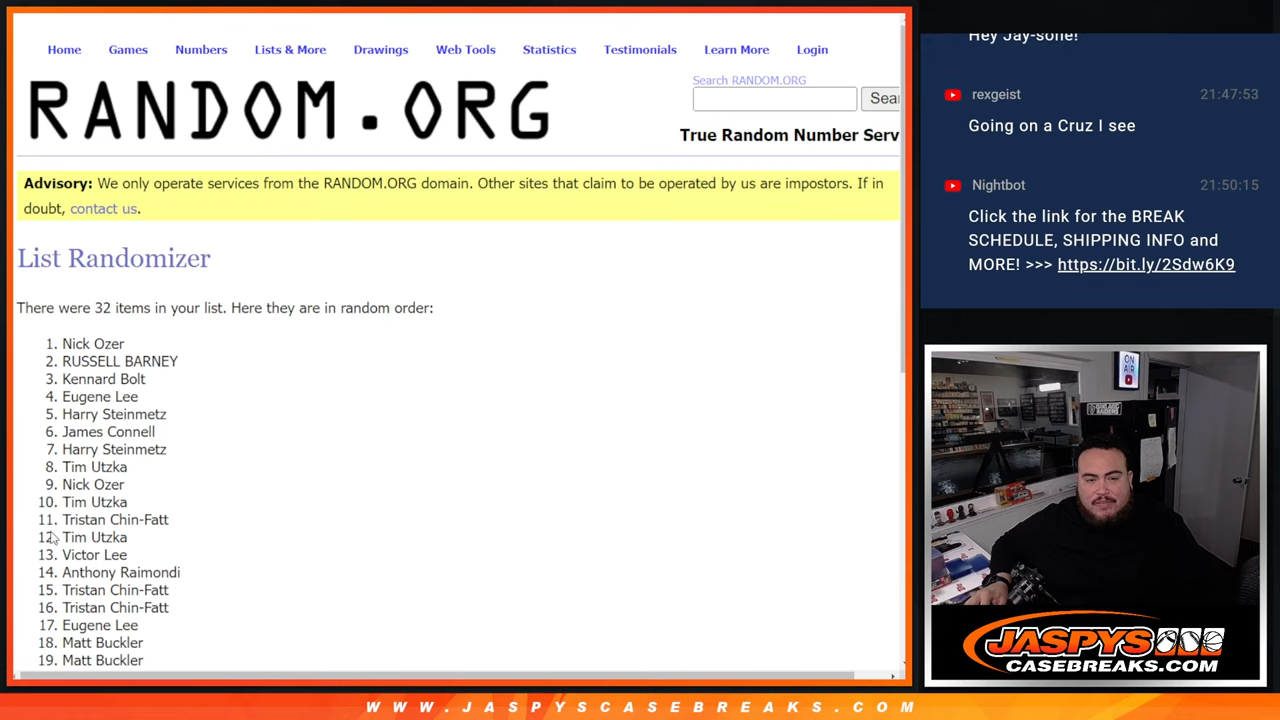 Home Games Numbers Lists & More Drawings Web Tools Statistics Testimonials Learn More Login
RANDOM.ORG
Search RANDOM.ORG
True Random Number Serv
Advisory: We only operate services from the RANDOM.ORG domain. Other sites that claim to be operated by us are impostors. If in
doubt, contact us.
List Randomizer
There were 32 items in your list. Here they are in random order:
1. Nick Ozer
2. RUSSELL BARNEY
3. Kennard Bolt
4. Eugene Lee
5. Harry Steinmetz
6. James Connell
7. Harry Steinmetz
8. Tim Utzka
9. Nick Ozer
10. Tim Utzka
11. Tristan Chin-Fatt
12. Tim Utzka
13. Victor Lee
14. Anthony Raimondi
15. Tristan Chin-Fatt
16. Tristan Chin-Fatt
17. Eugene Lee
18. Matt Buckler
19. Matt Buckler
Hey Jay-sone!
rexgeist 21:47:53
Going on a Cruz I see
Nightbot 21:50:15
Click the link for the BREAK
SCHEDULE, SHIPPING INFO and
MORE! >>> https://bit.ly/2Sdw6K9
ON
AIR
JASPYS
CASEBREAKS.COM
WWW.JASPYSCASEBREAKS.COM